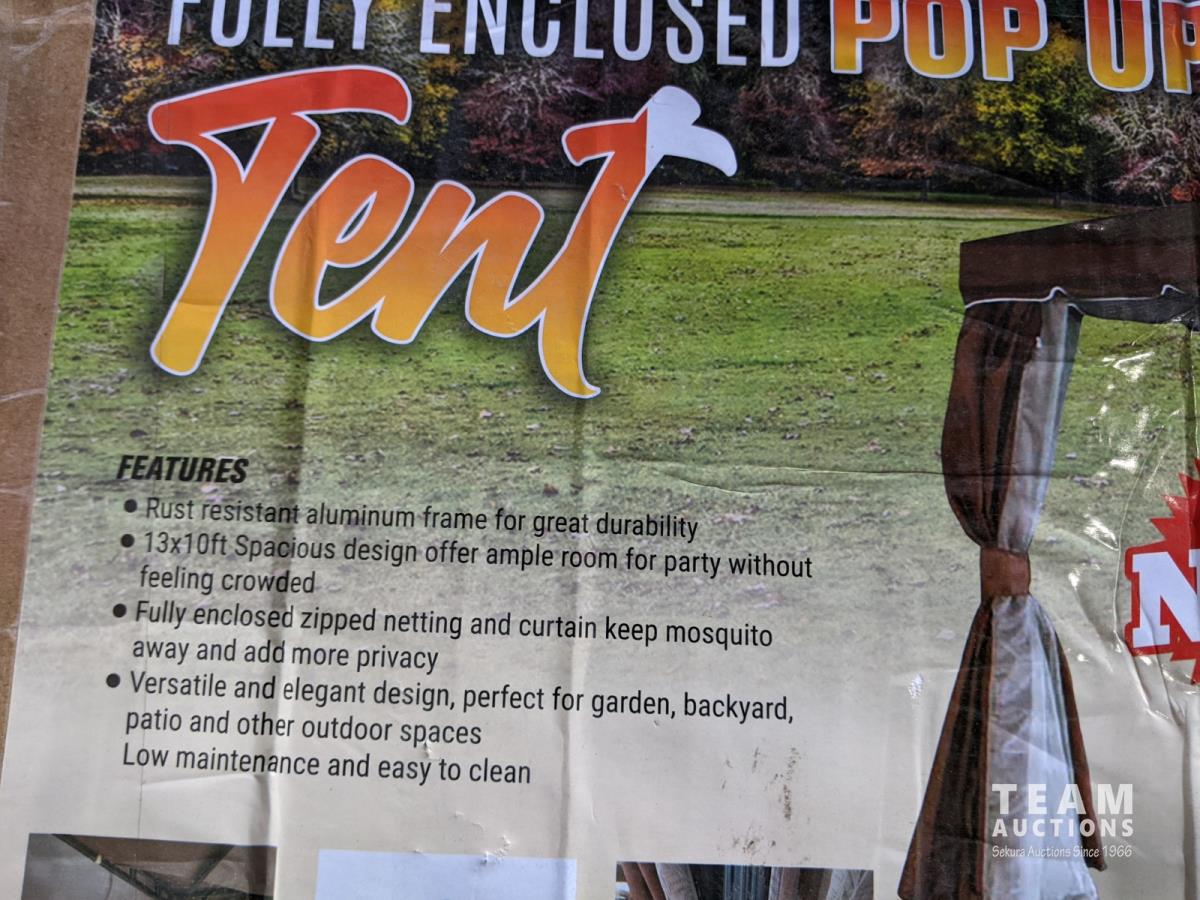 FULLY ENCLOSED POP UP
Tent
FEATURES
● Rust resistant aluminum frame for great durability
● 13x10ft Spacious design offer ample room for party without
feeling crowded
● Fully enclosed zipped netting and curtain keep mosquito
away and add more privacy
● Versatile and elegant design, perfect for garden, backyard,
patio and other outdoor spaces
Low maintenance and easy to clean
N
TEAM
AUCTIONS
Sekura Auctions Since 1966